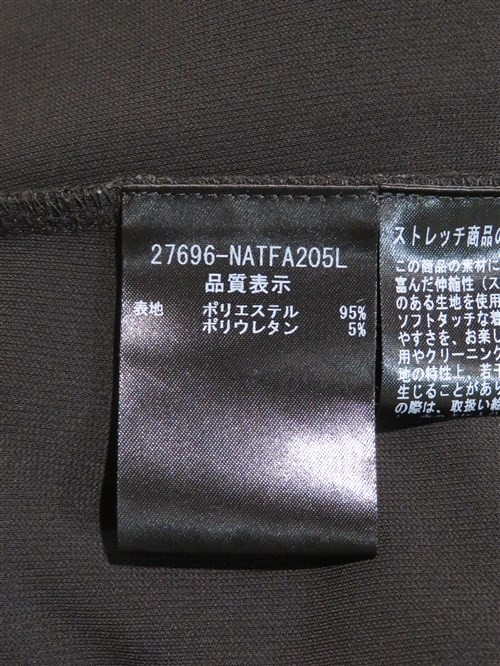 27696-NATFA205L
品質表示
表地 ポリエステル 95%
ポリウレタン 5%
ストレッチ商品の
この商品の素材に
富んだ伸縮性（ス
のある生地を使用
ソフトタッチな着
やすさを、お楽し
用やクリーニング
地の特性上、若干
生じることがあり
の際は、取扱い絵